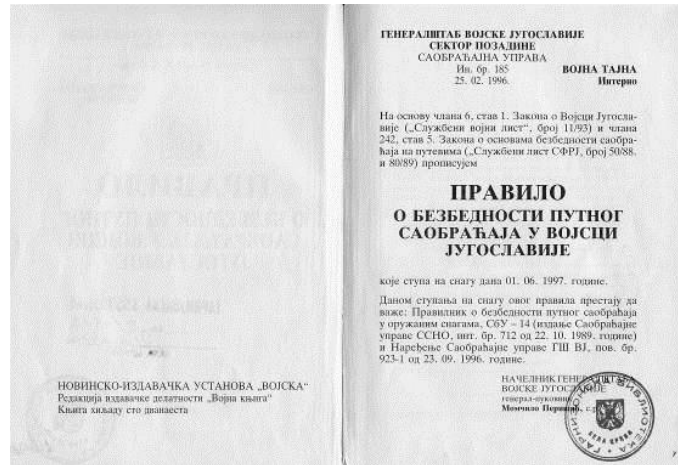 НОВИНСКО-ИЗДАВАЧКА УСТАНОВА „ВОЈСКА“
Редакција издавачке делатности „Војна књига“
Књига хиљаду сто дванаеста
ГЕНЕРАЛШТАБ ВОЈСКЕ ЈУГОСЛАВИЈЕ
СЕКТОР ПОЗАДИНЕ
САОБРАЋАЈНА УПРАВА
Ин. бр. 185 ВОЈНА ТАЈНА
25. 02. 1996. Интерно
На основу члана 6, став 1. Закона о Војсци Југосла-
вије („Службени војни лист“, број 11/93) и члана
242, став 5. Закона о основама безбедности саобра-
ћаја на путевима („Службени лист СФРЈ, број 50/88.
и 80/89) прописујем
ПРАВИЛО
О БЕЗБЕДНОСТИ ПУТНОГ
САОБРАЋАЈА У ВОЈСЦИ
ЈУГОСЛАВИЈЕ
које ступа на снагу дана 01. 06. 1997. године.
Даном ступања на снагу овог правила престају да
важе: Правилник о безбедности путног саобраћаја
у оружаним снагама, СбУ – 14 (издање Саобраћајне
управе ССНО, инт. бр. 712 од 22. 10. 1989. године)
и Наређење Саобраћајне управе ГШ ВЈ, пов. бр.
923-1 од 23. 09. 1996. године.
НАЧЕЛНИК ГЕНЕРАЛШТАБА
ВОЈСКЕ ЈУГОСЛАВИЈЕ
генерал-пуковник
Момчило Перишић, с.р.
БИБЛИОТЕКА
БЕЛА ЦРКВА